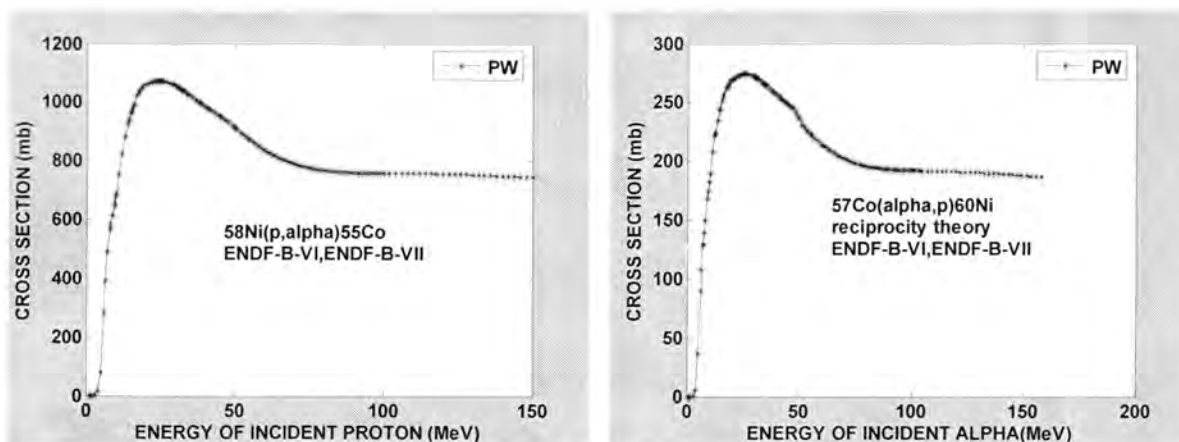 1200
1000
800
600
400
200
0
0
50
100
150
CROSS SECTION (mb)
ENERGY OF INCIDENT PROTON (MeV)
PW
58Ni(p,alpha)55Co
ENDF-B-VI,ENDF-B-VII
300
250
200
150
100
50
0
0
50
100
150
200
CROSS SECTION (mb)
ENERGY OF INCIDENT ALPHA(MeV)
PW
57Co(alpha,p)60Ni
reciprocity theory
ENDF-B-VI,ENDF-B-VII